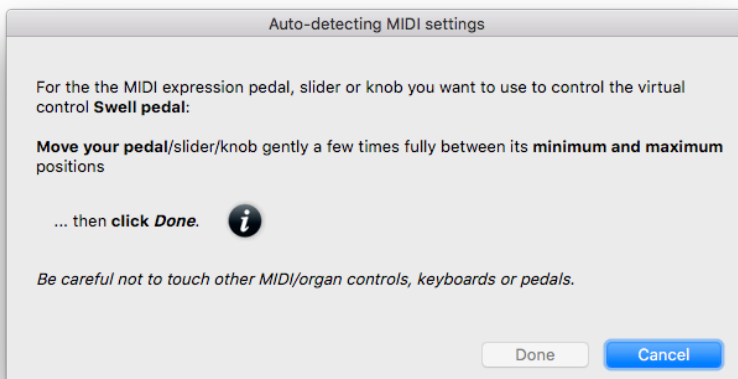 Auto-detecting MIDI settings
For the the MIDI expression pedal, slider or knob you want to use to control the virtual
control Swell pedal:
Move your pedal/slider/knob gently a few times fully between its minimum and maximum
positions
... then click Done.
Be careful not to touch other MIDI/organ controls, keyboards or pedals.
Done
Cancel